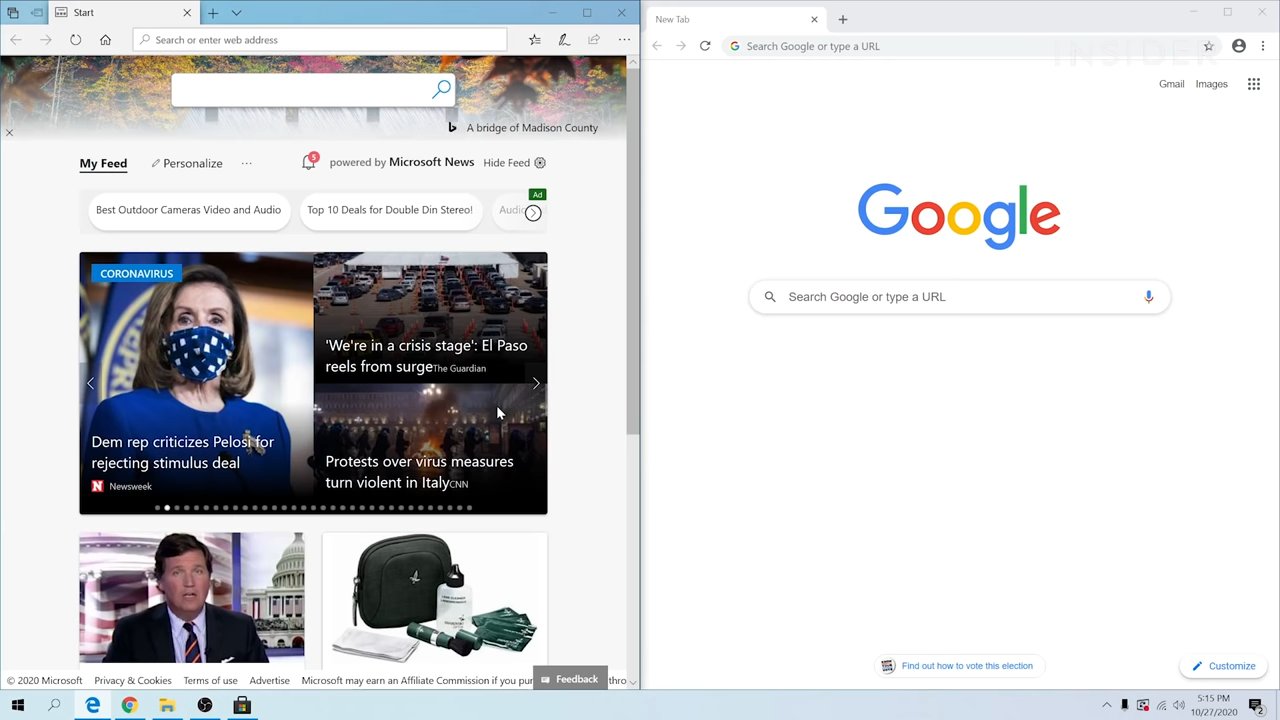 Start
Search or enter web address
A bridge of Madison County
My Feed
Personalize
5
powered by Microsoft News
Hide Feed
Best Outdoor Cameras Video and Audio
Top 10 Deals for Double Din Stereo!
Audio
Ad
CORONAVIRUS
Dem rep criticizes Pelosi for
rejecting stimulus deal
N Newsweek
'We're in a crisis stage': El Paso
reels from surge The Guardian
Protests over virus measures
turn violent in Italy CNN
© 2020 Microsoft
Privacy & Cookies
Terms of use
Advertise
Microsoft may earn an Affiliate Commission if you pur
thro
Feedback
New Tab
Search Google or type a URL
INSIDER
Gmail
Images
Google
Search Google or type a URL
Find out how to vote this election
Customize
5:15 PM
10/27/2020
2